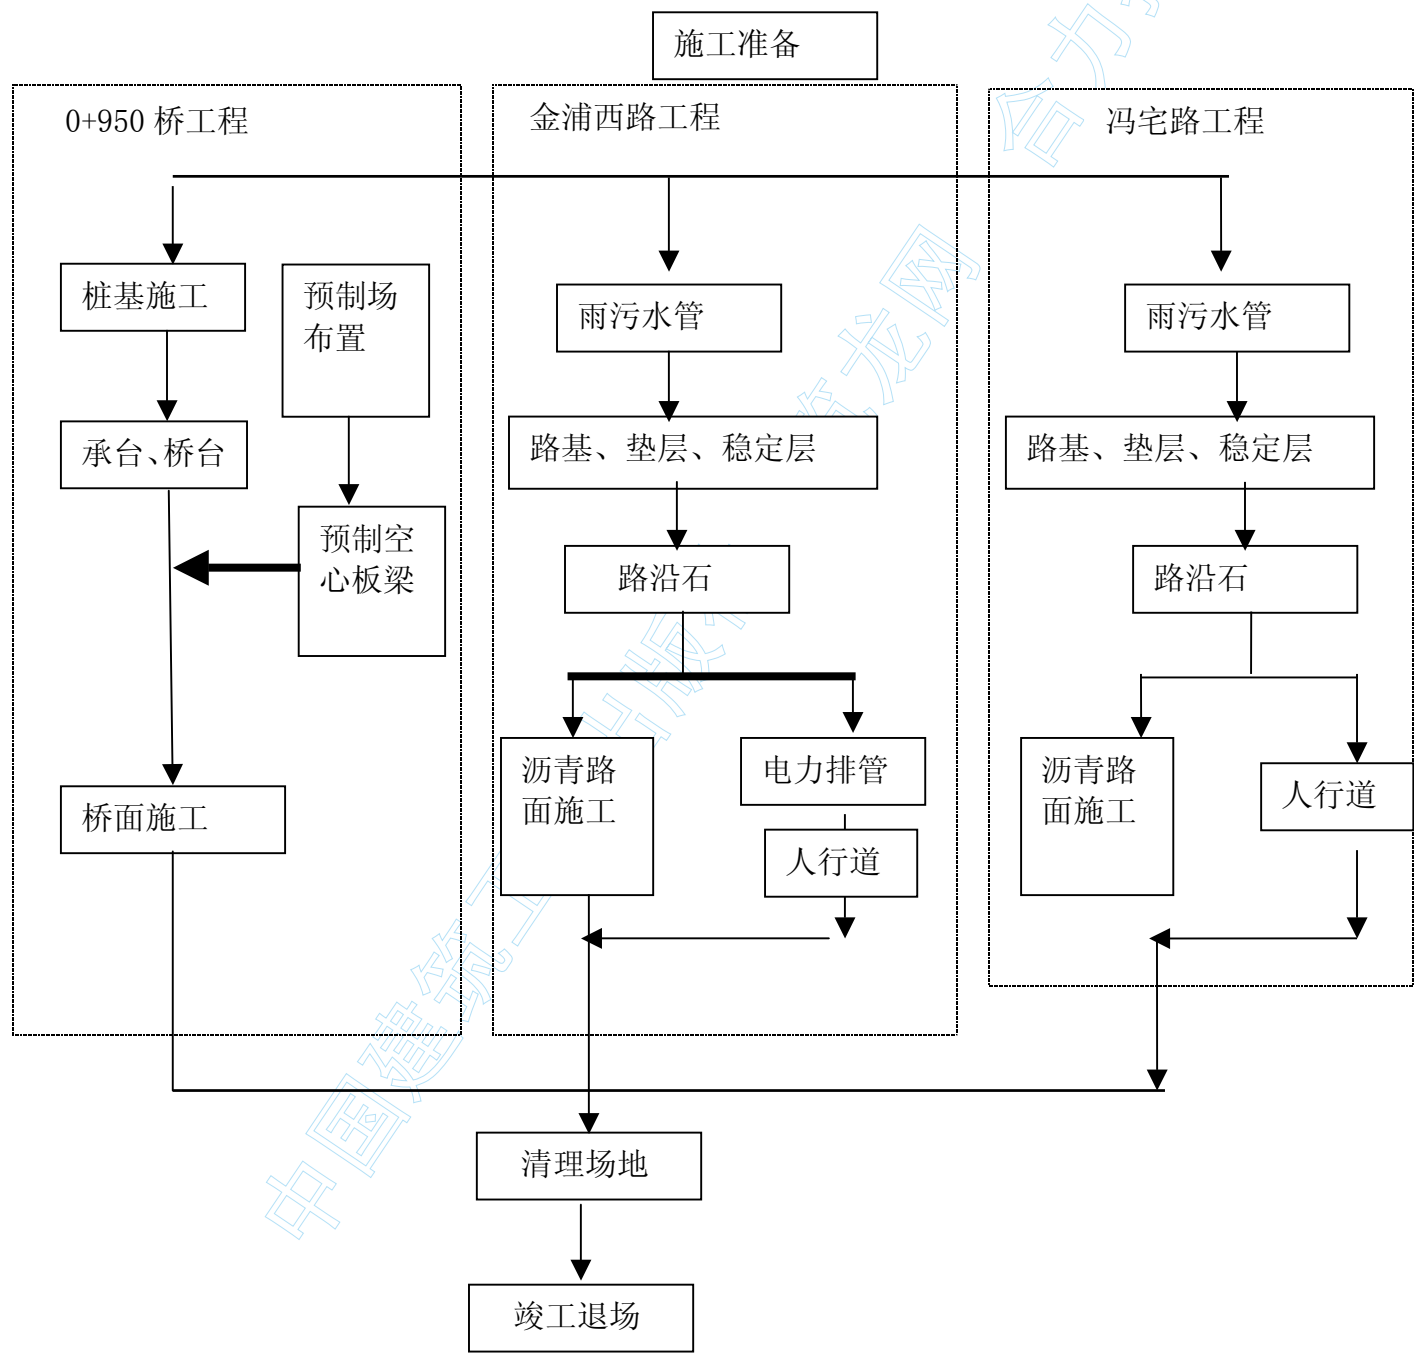 施工准备
0+950 桥工程
金浦西路工程
冯宅路工程
桩基施工
预制场
布置
承台、桥台
预制空
心板梁
桥面施工
雨污水管
路基、垫层、稳定层
路沿石
沥青路
面施工
电力排管
人行道
雨污水管
路基、垫层、稳定层
路沿石
沥青路
面施工
人行道
清理场地
竣工退场